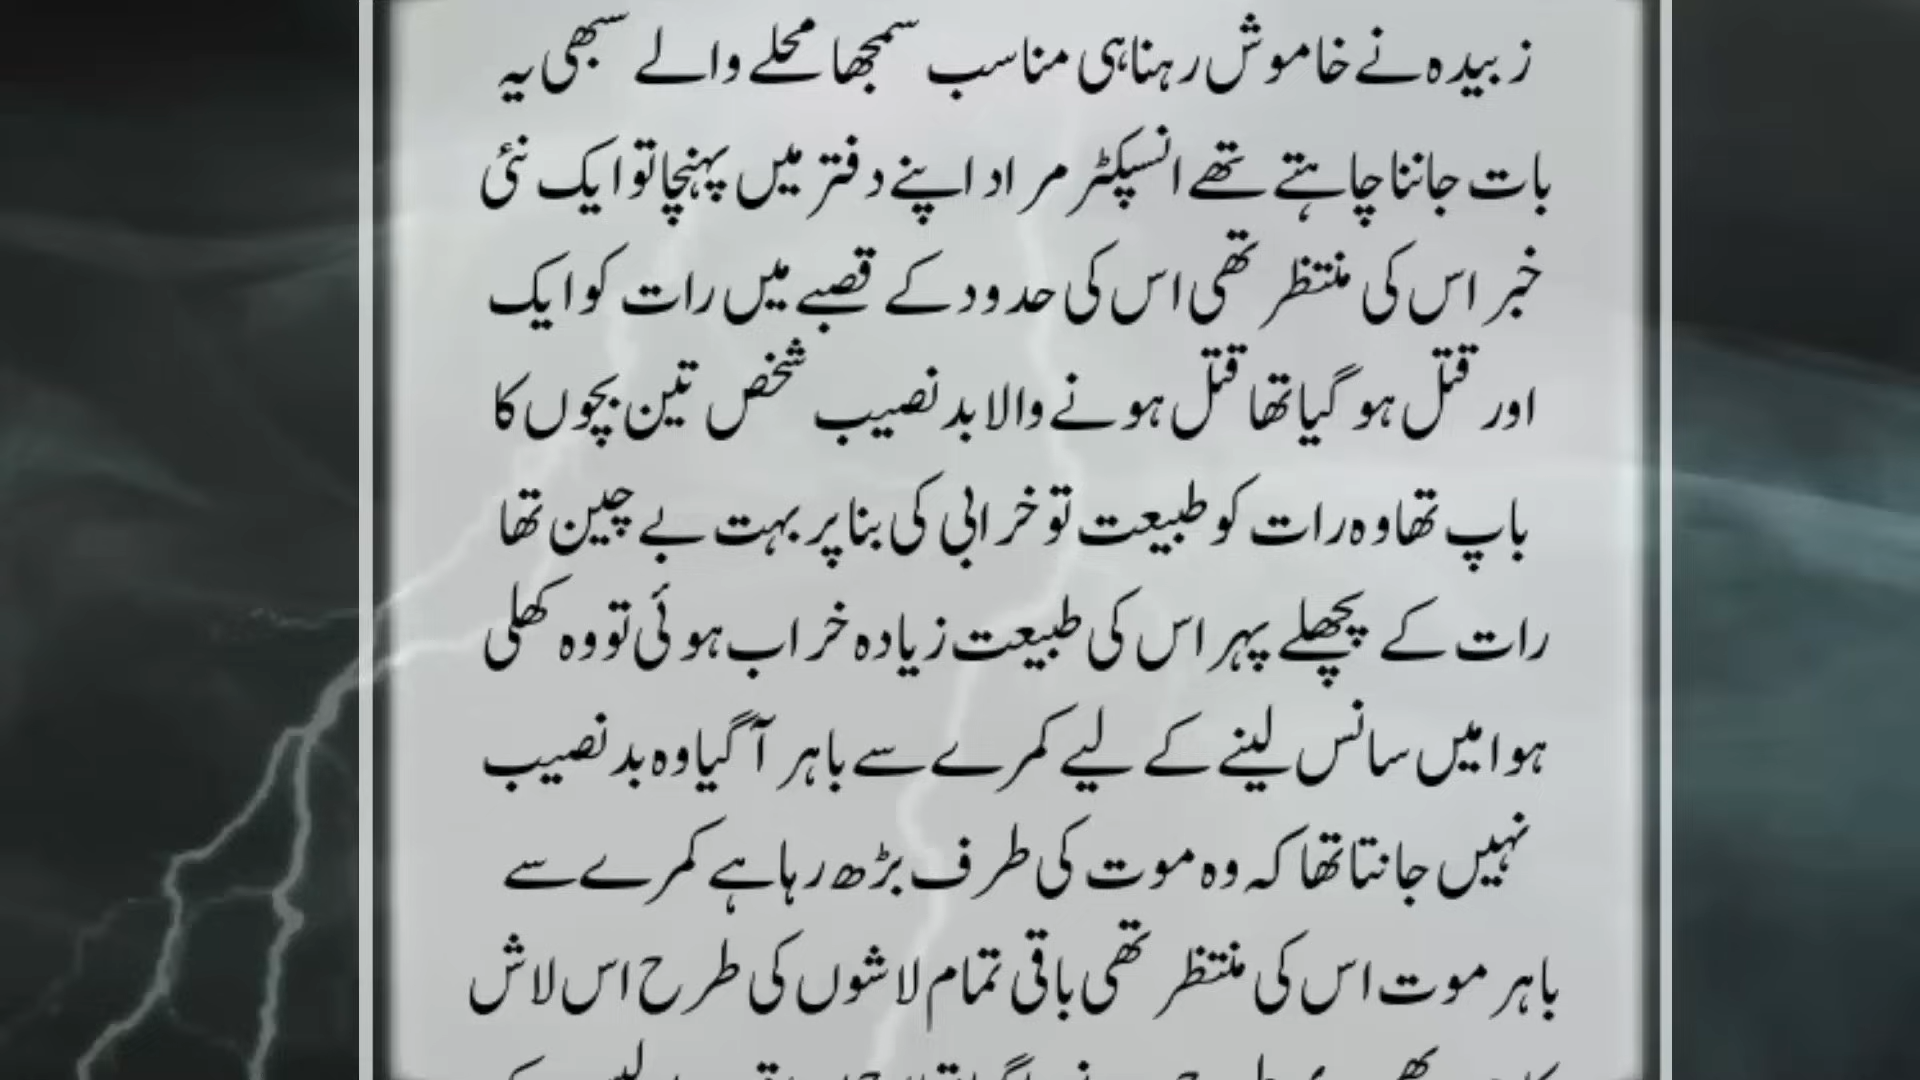 زبیدہ نے خاموش رہنا ہی مناسب سمجھا محلے والے سبھی یہ
بات جاننا چاہتے تھے انسپکٹر مراد اپنے دفتر میں پہنچا تو ایک نئی
خبر اس کی منتظر تھی اس کی حدود کے قصبے میں رات کو ایک
اور قتل ہو گیا تھا قتل ہونے والا بد نصیب شخص تین بچوں کا
باپ تھا وہ رات کو طبیعت تو خرابی کی بنا پر بہت بے چین تھا
رات کے پچھلے پہر اس کی طبیعت زیادہ خراب ہوئی تو وہ کھلی
ہوا میں سانس لینے کے لیے کمرے سے باہر آ گیا وہ بد نصیب
نہیں جانتا تھا کہ وہ موت کی طرف بڑھ رہا ہے کمرے سے
باہر موت اس کی منتظر تھی باقی تمام لاشوں کی طرح اس لاش